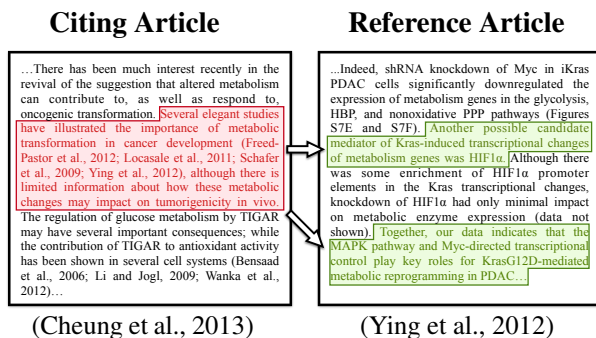 Citing Article
…There has been much interest recently in the
revival of the suggestion that altered metabolism
can contribute to, as well as respond to,
oncogenic transformation. Several elegant studies
have illustrated the importance of metabolic
transformation in cancer development (Freed-
Pastor et al., 2012; Locasale et al., 2011; Schafer
et al., 2009; Ying et al., 2012), although there is
limited information about how these metabolic
changes may impact on tumorigenicity in vivo.
The regulation of glucose metabolism by TIGAR
may have several important consequences; while
the contribution of TIGAR to antioxidant activity
has been shown in several cell systems (Bensaad
et al., 2006; Li and Jogl, 2009; Wanka et al.,
2012)…
(Cheung et al., 2013)
Reference Article
...Indeed, shRNA knockdown of Myc in iKras
PDAC cells significantly downregulated the
expression of metabolism genes in the glycolysis,
HBP, and nonoxidative PPP pathways (Figures
S7E and S7F). Another possible candidate
mediator of Kras-induced transcriptional changes
of metabolism genes was HIF1α. Although there
was some enrichment of HIF1α promoter
elements in the Kras transcriptional changes,
knockdown of HIF1α had only minimal impact
on metabolic enzyme expression (data not
shown). Together, our data indicates that the
MAPK pathway and Myc-directed transcriptional
control play key roles for KrasG12D-mediated
metabolic reprogramming in PDAC…
(Ying et al., 2012)